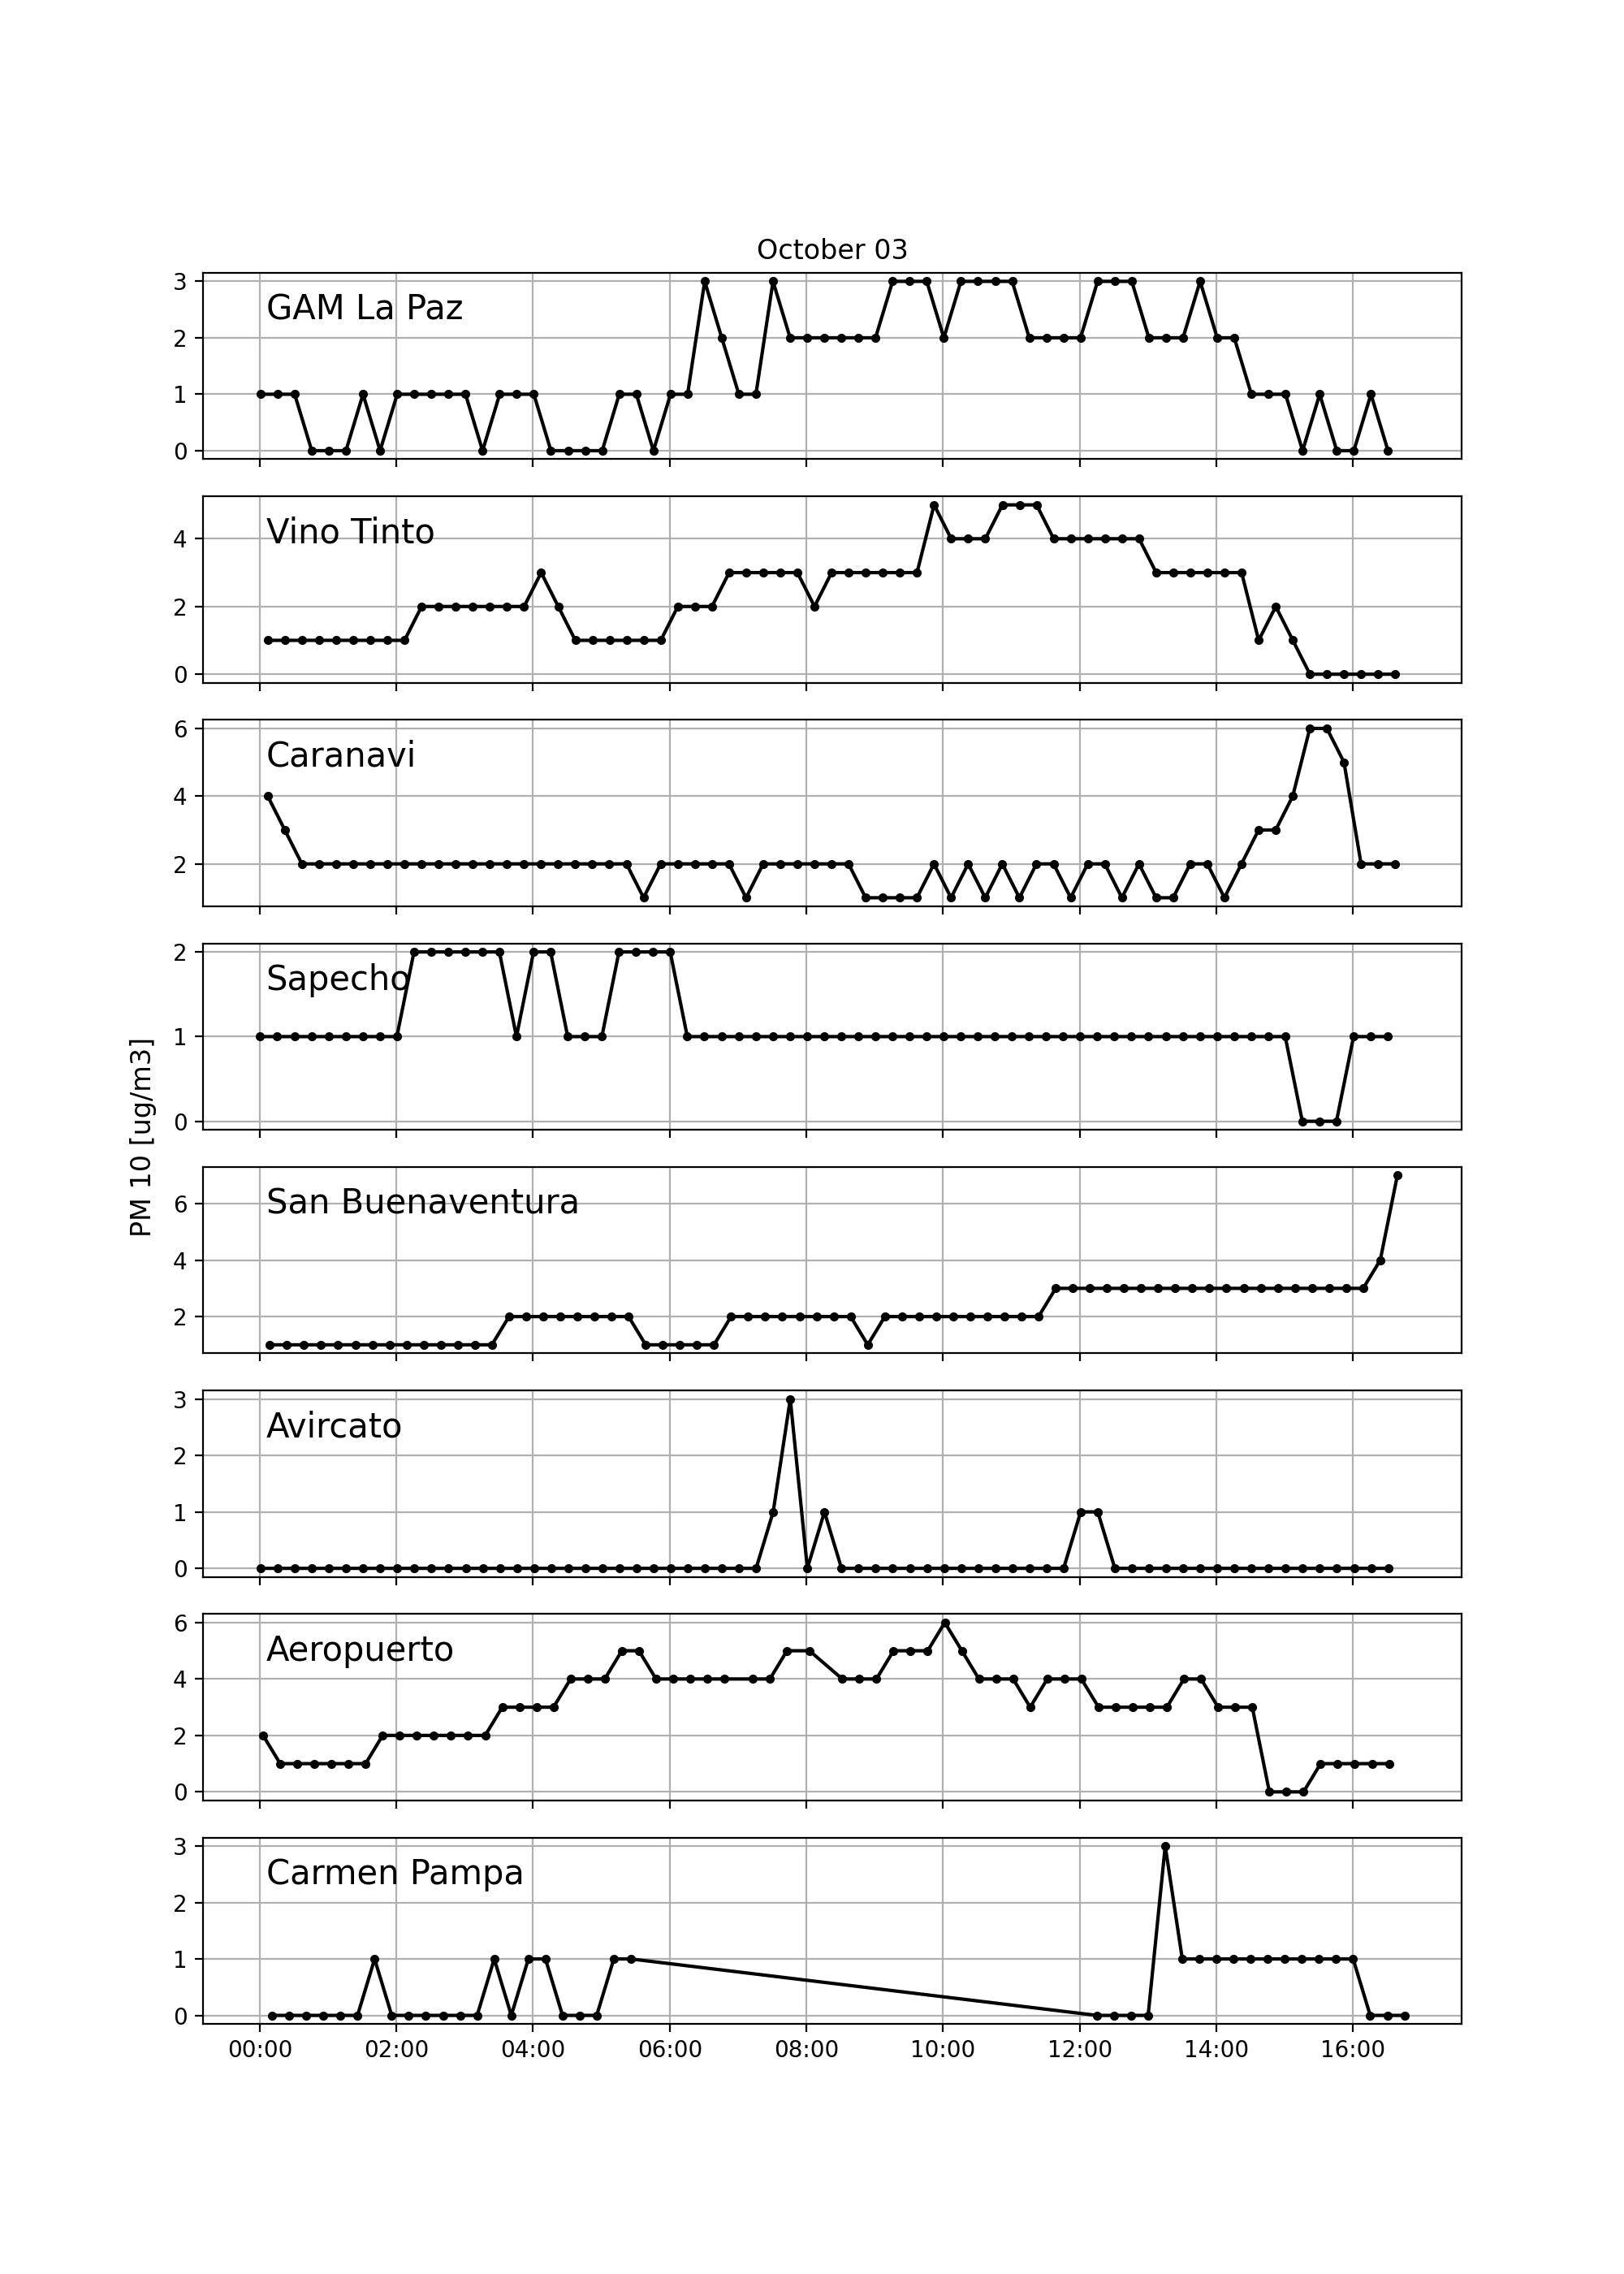 October 03
3
GAM La Paz
2
1
0
Vino Tinto
4
2
0
6
Caranavi
4
2
2
Sapecho
1
0
PM 10 [ug/m3]
San Buenaventura
6
4
2
3
Avircato
2
1
0
6
Aeropuerto
4
2
0
3
Carmen Pampa
2
1
0
00:00 02:00 04:00 06:00 08:00 10:00 12:00 14:00 16:00